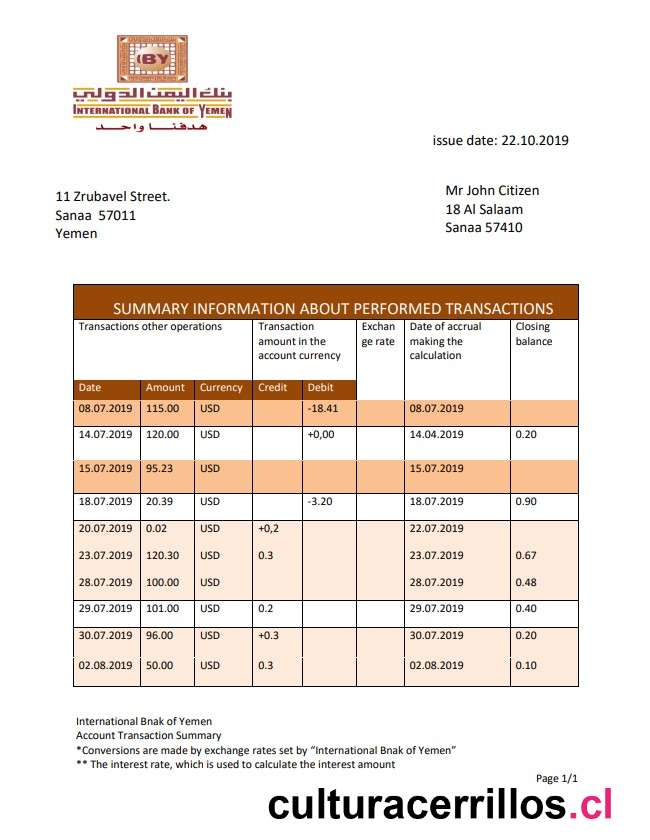 IBY
بنك اليمن الدولي
INTERNATIONAL BANK OF YEMEN
هدفنا واحد
issue date: 22.10.2019
11 Zrubavel Street.
Sanaa 57011
Yemen
Mr John Citizen
18 Al Salaam
Sanaa 57410
SUMMARY INFORMATION ABOUT PERFORMED TRANSACTIONS
Transactions other operations
Transaction amount in the account currency
Exchan ge rate
Date of accrual making the calculation
Closing balance
Date Amount Currency Credit Debit
08.07.2019 115.00 USD -18.41 08.07.2019
14.07.2019 120.00 USD +0,00 14.04.2019 0.20
15.07.2019 95.23 USD 15.07.2019
18.07.2019 20.39 USD -3.20 18.07.2019 0.90
20.07.2019 0.02 USD +0,2 22.07.2019
23.07.2019 120.30 USD 0.3 23.07.2019 0.67
28.07.2019 100.00 USD 28.07.2019 0.48
29.07.2019 101.00 USD 0.2 29.07.2019 0.40
30.07.2019 96.00 USD +0.3 30.07.2019 0.20
02.08.2019 50.00 USD 0.3 02.08.2019 0.10
International Bnak of Yemen
Account Transaction Summary
*Conversions are made by exchange rates set by “International Bnak of Yemen”
** The interest rate, which is used to calculate the interest amount
Page 1/1
culturacerrillos.cl